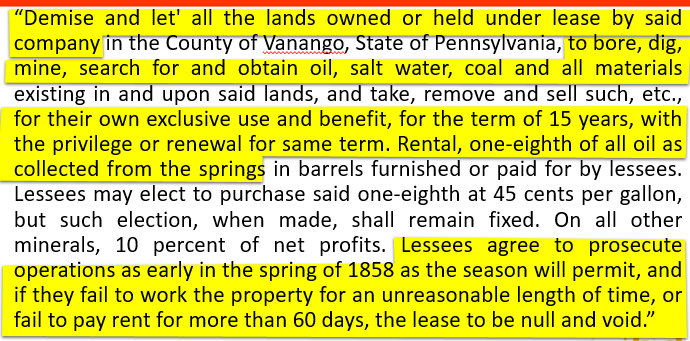 “Demise and let' all the lands owned or held under lease by said
company in the County of Vanango, State of Pennsylvania, to bore, dig,
mine, search for and obtain oil, salt water, coal and all materials
existing in and upon said lands, and take, remove and sell such, etc.,
for their own exclusive use and benefit, for the term of 15 years, with
the privilege or renewal for same term. Rental, one-eighth of all oil as
collected from the springs in barrels furnished or paid for by lessees.
Lessees may elect to purchase said one-eighth at 45 cents per gallon,
but such election, when made, shall remain fixed. On all other
minerals, 10 percent of net profits. Lessees agree to prosecute
operations as early in the spring of 1858 as the season will permit, and
if they fail to work the property for an unreasonable length of time, or
fail to pay rent for more than 60 days, the lease to be null and void.”